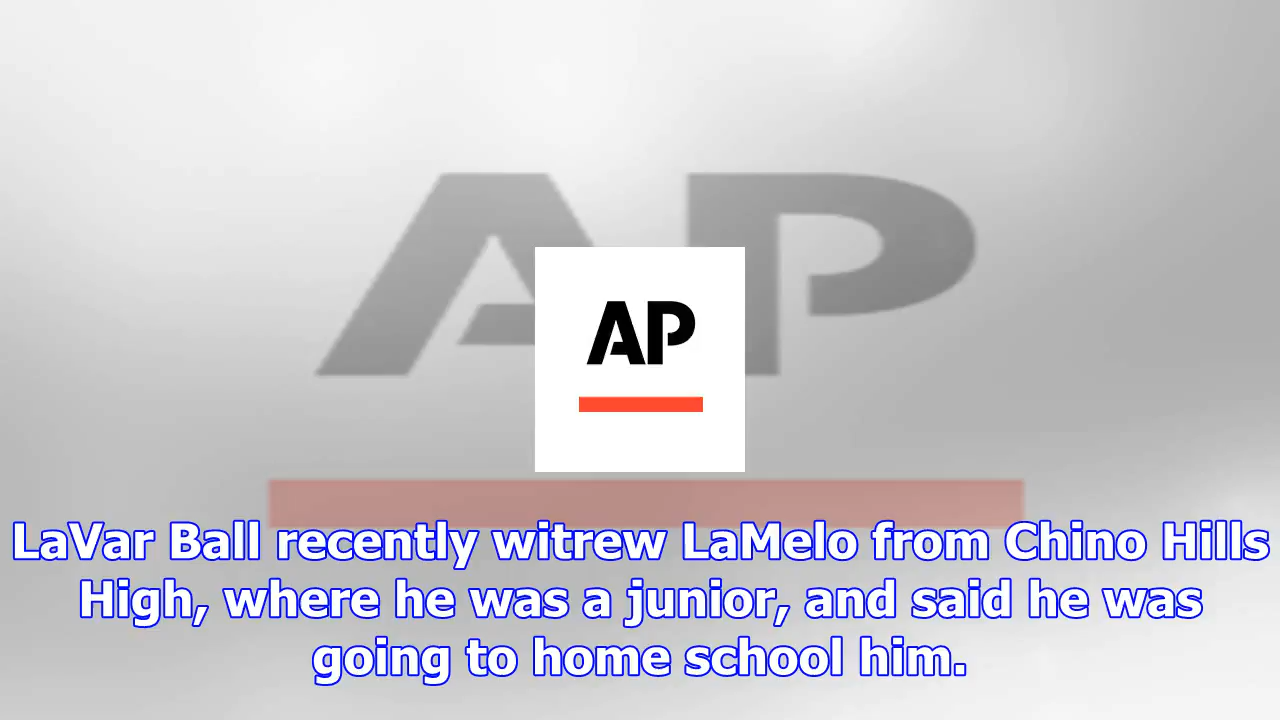 AP
AP
LaVar Ball recently witrew LaMelo from Chino Hills
High, where he was a junior, and said he was
going to home school him.